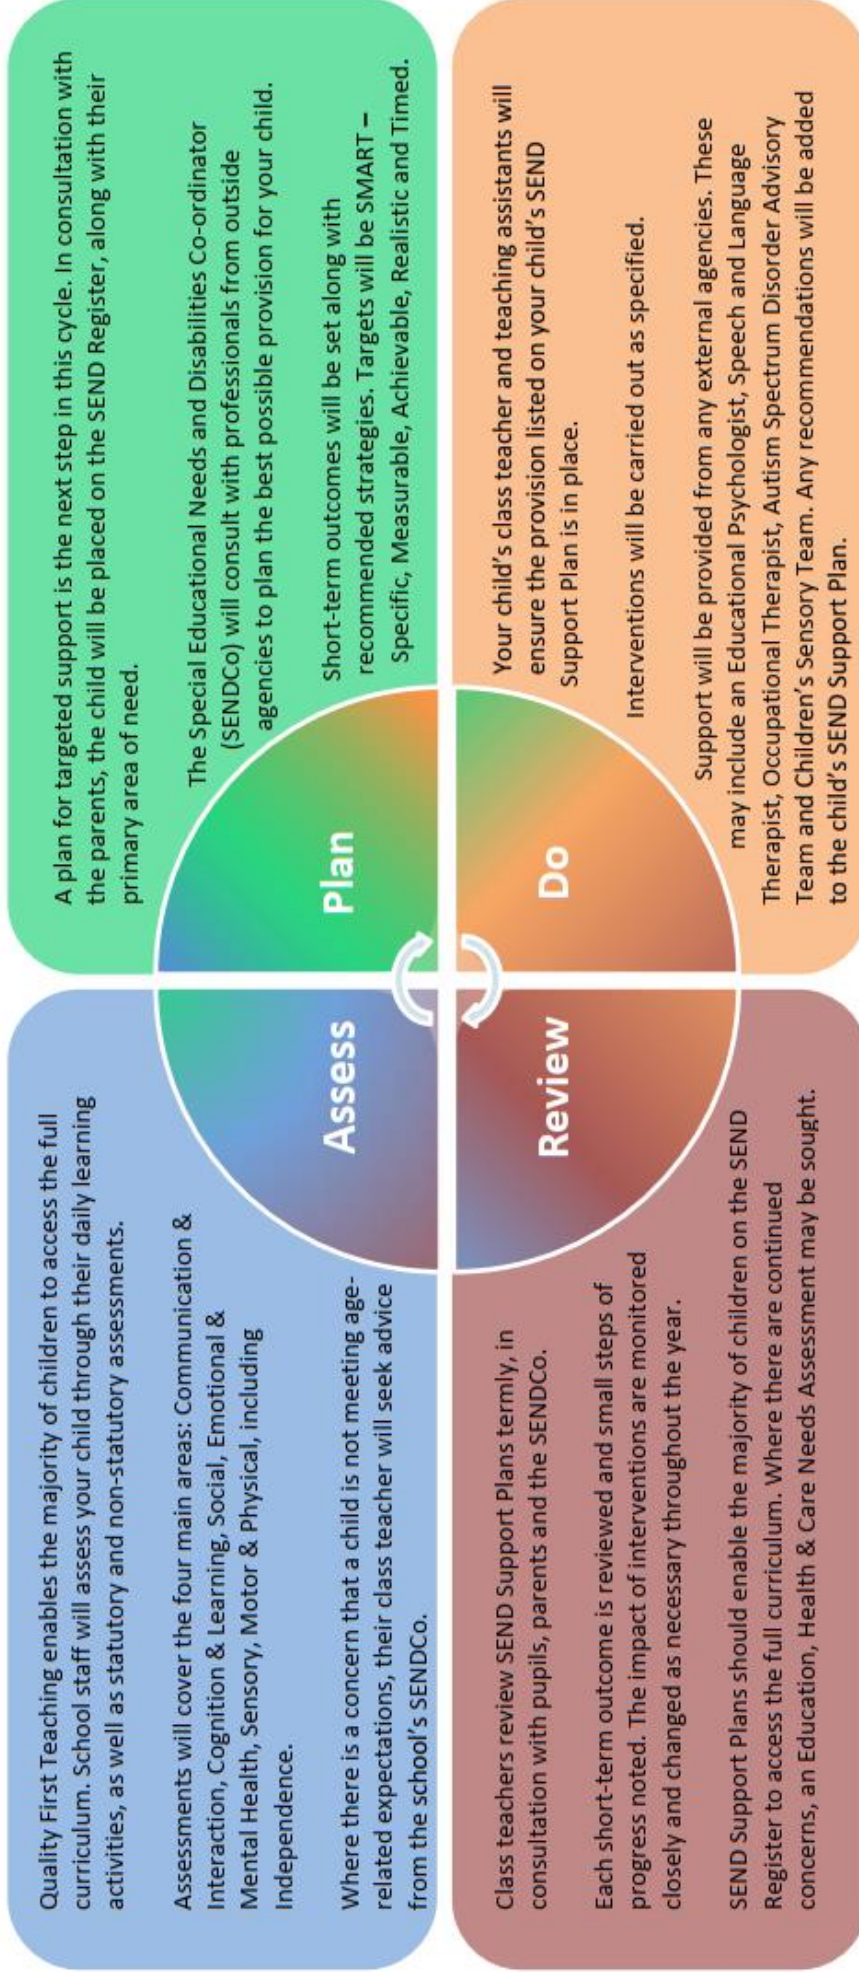 Quality First Teaching enables the majority of children to access the full
curriculum. School staff will assess your child through their daily learning
activities, as well as statutory and non-statutory assessments.
Assessments will cover the four main areas: Communication &
Interaction, Cognition & Learning, Social, Emotional &
Mental Health, Sensory, Motor & Physical, including
Independence.
Where there is a concern that a child is not meeting age-
related expectations, their class teacher will seek advice
from the school's SENDCo.
Assess
A plan for targeted support is the next step in this cycle. In consultation with
the parents, the child will be placed on the SEND Register, along with their
primary area of need.
The Special Educational Needs and Disabilities Co-ordinator
(SENDCo) will consult with professionals from outside
agencies to plan the best possible provision for your child.
Short-term outcomes will be set along with
recommended strategies. Targets will be SMART –
Specific, Measurable, Achievable, Realistic and Timed.
Plan
Class teachers review SEND Support Plans termly, in
consultation with pupils, parents and the SENDCo.
Each short-term outcome is reviewed and small steps of
progress noted. The impact of interventions are monitored
closely and changed as necessary throughout the year.
SEND Support Plans should enable the majority of children on the SEND
Register to access the full curriculum. Where there are continued
concerns, an Education, Health & Care Needs Assessment may be sought.
Review
Your child's class teacher and teaching assistants will
ensure the provision listed on your child's SEND
Support Plan is in place.
Interventions will be carried out as specified.
Support will be provided from any external agencies. These
may include an Educational Psychologist, Speech and Language
Therapist, Occupational Therapist, Autism Spectrum Disorder Advisory
Team and Children's Sensory Team. Any recommendations will be added
to the child's SEND Support Plan.
Do